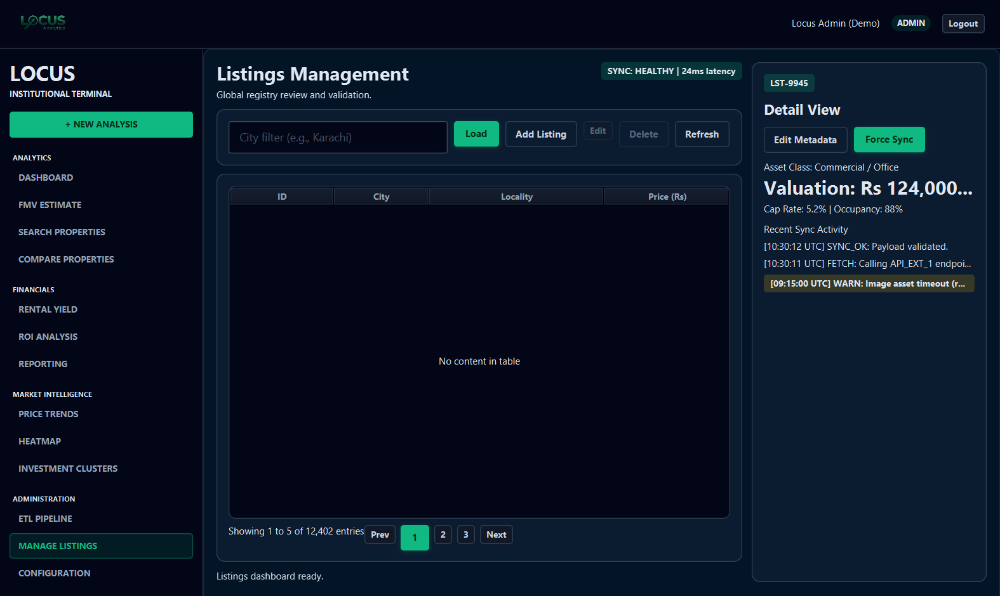 LOCUS
Analytics
Locus Admin (Demo)
ADMIN
Logout
LOCUS
INSTITUTIONAL TERMINAL
+ NEW ANALYSIS
ANALYTICS
DASHBOARD
FMV ESTIMATE
SEARCH PROPERTIES
COMPARE PROPERTIES
FINANCIALS
RENTAL YIELD
ROI ANALYSIS
REPORTING
MARKET INTELLIGENCE
PRICE TRENDS
HEATMAP
INVESTMENT CLUSTERS
ADMINISTRATION
ETL PIPELINE
MANAGE LISTINGS
CONFIGURATION
Listings Management
SYNC: HEALTHY | 24ms latency
Global registry review and validation.
City filter (e.g., Karachi)
Load
Add Listing
Edit
Delete
Refresh
ID City Locality Price (Rs)
No content in table
Showing 1 to 5 of 12,402 entries
Prev
1
2
3
Next
Listings dashboard ready.
LST-9945
Detail View
Edit Metadata
Force Sync
Asset Class: Commercial / Office
Valuation: Rs 124,000...
Cap Rate: 5.2% | Occupancy: 88%
Recent Sync Activity
[10:30:12 UTC] SYNC_OK: Payload validated.
[10:30:11 UTC] FETCH: Calling API_EXT_1 endpoi...
[09:15:00 UTC] WARN: Image asset timeout (r...